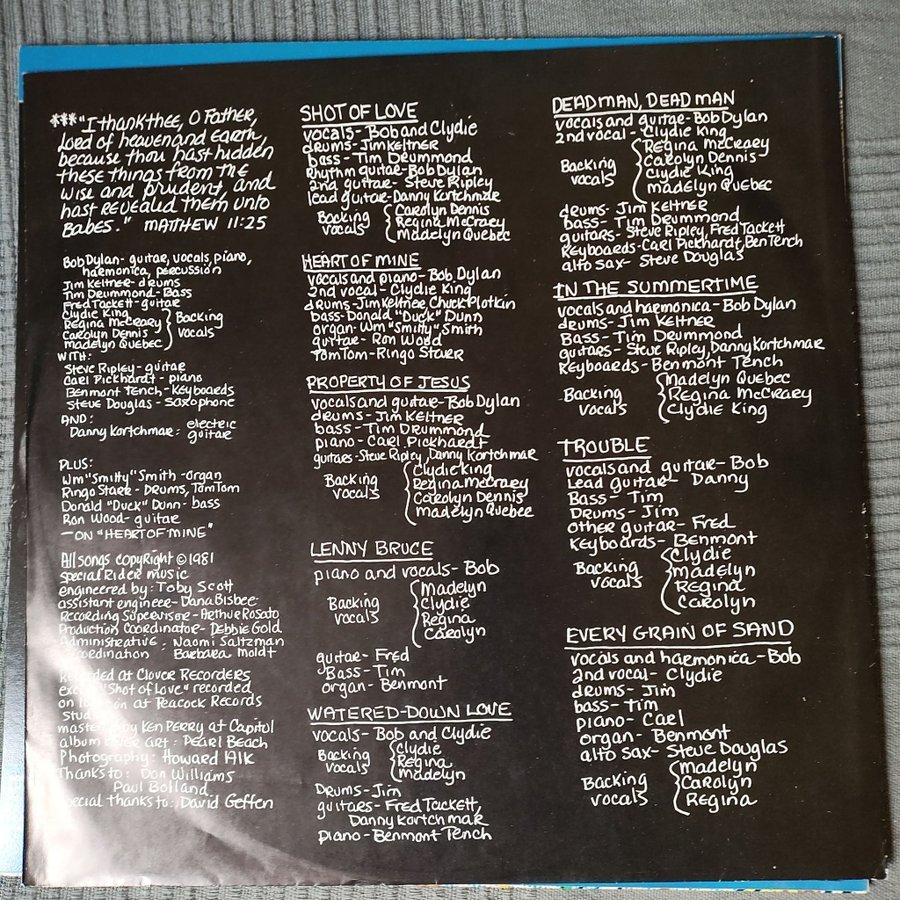 ***"I thank thee, O Father,
Lord of heaven and Earth,
because thou hast hidden
these things from the
wise and prudent, and
hast revealed them unto
Babes." MATTHEW 11:25
Bob Dylan- guitar, vocals, piano,
harmonica, percussion
Jim Keltner- drums
Tim Drummond- Bass
Fred Tackett- guitar
Clydie King
Regina McCrary
Carolyn Dennis
Madelyn Quebec
Backing
vocals
WITH:
Steve Ripley- guitar
Carl Pickhardt- piano
Benmont Tench- Keyboards
Steve Douglas- Saxophone
AND:
Danny Kortchmar: electric
guitar
PLUS:
Wm "Smitty" Smith -organ
Ringo Starr- Drums, TomTom
Donald "Duck" Dunn- bass
Ron Wood- guitar
—ON "HEART OF MINE"
All songs copyright ©1981
Special Rider music
engineered by: Toby Scott
assistant engineer- Dana Bisbee
Recording Supervisor- Arthur Rosato
Production Coordinator- Debbie Gold
Administrative : Naomi Saltzman
Barbara Moldt
at Clover Recorders
"Shot of Love" recorded
on at Peacock Records
by Ken Perry at Capitol
album art: Pearl Beach
Photography: Howard Alk
Thanks to: Don Williams
Paul Bolland
special thanks to: David Geffen
SHOT OF LOVE
vocals- Bob and Clydie
drums- Jim Keltner
bass- Tim Drummond
Rhythm guitar- Bob Dylan
2nd guitar- Steve Ripley
lead guitar- Danny Kortchmar
Backing
vocals
Carolyn Dennis
Regina McCraey
Madelyn Quebec
HEART OF MINE
vocals and piano- Bob Dylan
2nd vocal- Clydie King
drums- Jim Keltner, Chuck Plotkin
bass- Donald "Duck" Dunn
organ- Wm "Smitty" Smith
guitar- Ron Wood
TomTom- Ringo Starr
PROPERTY OF JESUS
vocals and guitar- Bob Dylan
drums- Jim Keltner
bass- Tim Drummond
piano- Carl Pickhardt
guitars- Steve Ripley, Danny Kortchmar
Backing
vocals
Clydie King
Regina McCrary
Carolyn Dennis
Madelyn Quebec
LENNY BRUCE
piano and vocals- Bob
Backing
vocals
Madelyn
Clydie
Regina
Carolyn
guitar- Fred
Bass- Tim
organ- Benmont
WATERED-DOWN LOVE
vocals- Bob and Clydie
Backing
vocals
Clydie
Regina
Madelyn
Drums- Jim
guitars- Fred Tackett,
Danny Kortchmar
piano- Benmont Tench
DEAD MAN, DEAD MAN
vocals and guitar- Bob Dylan
2nd vocal- Clydie King
Backing
vocals
Regina McCraey
Carolyn Dennis
Clydie King
Madelyn Quebec
drums- Jim Keltner
bass- Tim Drummond
guitars- Steve Ripley, Fred Tackett
Keyboards- Carl Pickhardt, Ben Tench
alto sax- Steve Douglas
IN THE SUMMERTIME
vocals and harmonica- Bob Dylan
drums- Jim Keltner
Bass- Tim Drummond
guitars- Steve Ripley, Danny Kortchmar
Keyboards- Benmont Tench
Backing
vocals
Madelyn Quebec
Regina McCraey
Clydie King
TROUBLE
vocals and guitar- Bob
Lead guitar- Danny
Bass- Tim
Drums- Jim
other guitar- Fred
Keyboards- Benmont
Backing
vocals
Clydie
Madelyn
Regina
Carolyn
EVERY GRAIN OF SAND
vocals and harmonica- Bob
2nd vocal- Clydie
drums- Jim
bass- Tim
piano- Carl
organ- Benmont
alto sax- Steve Douglas
Backing
vocals
Madelyn
Carolyn
Regina